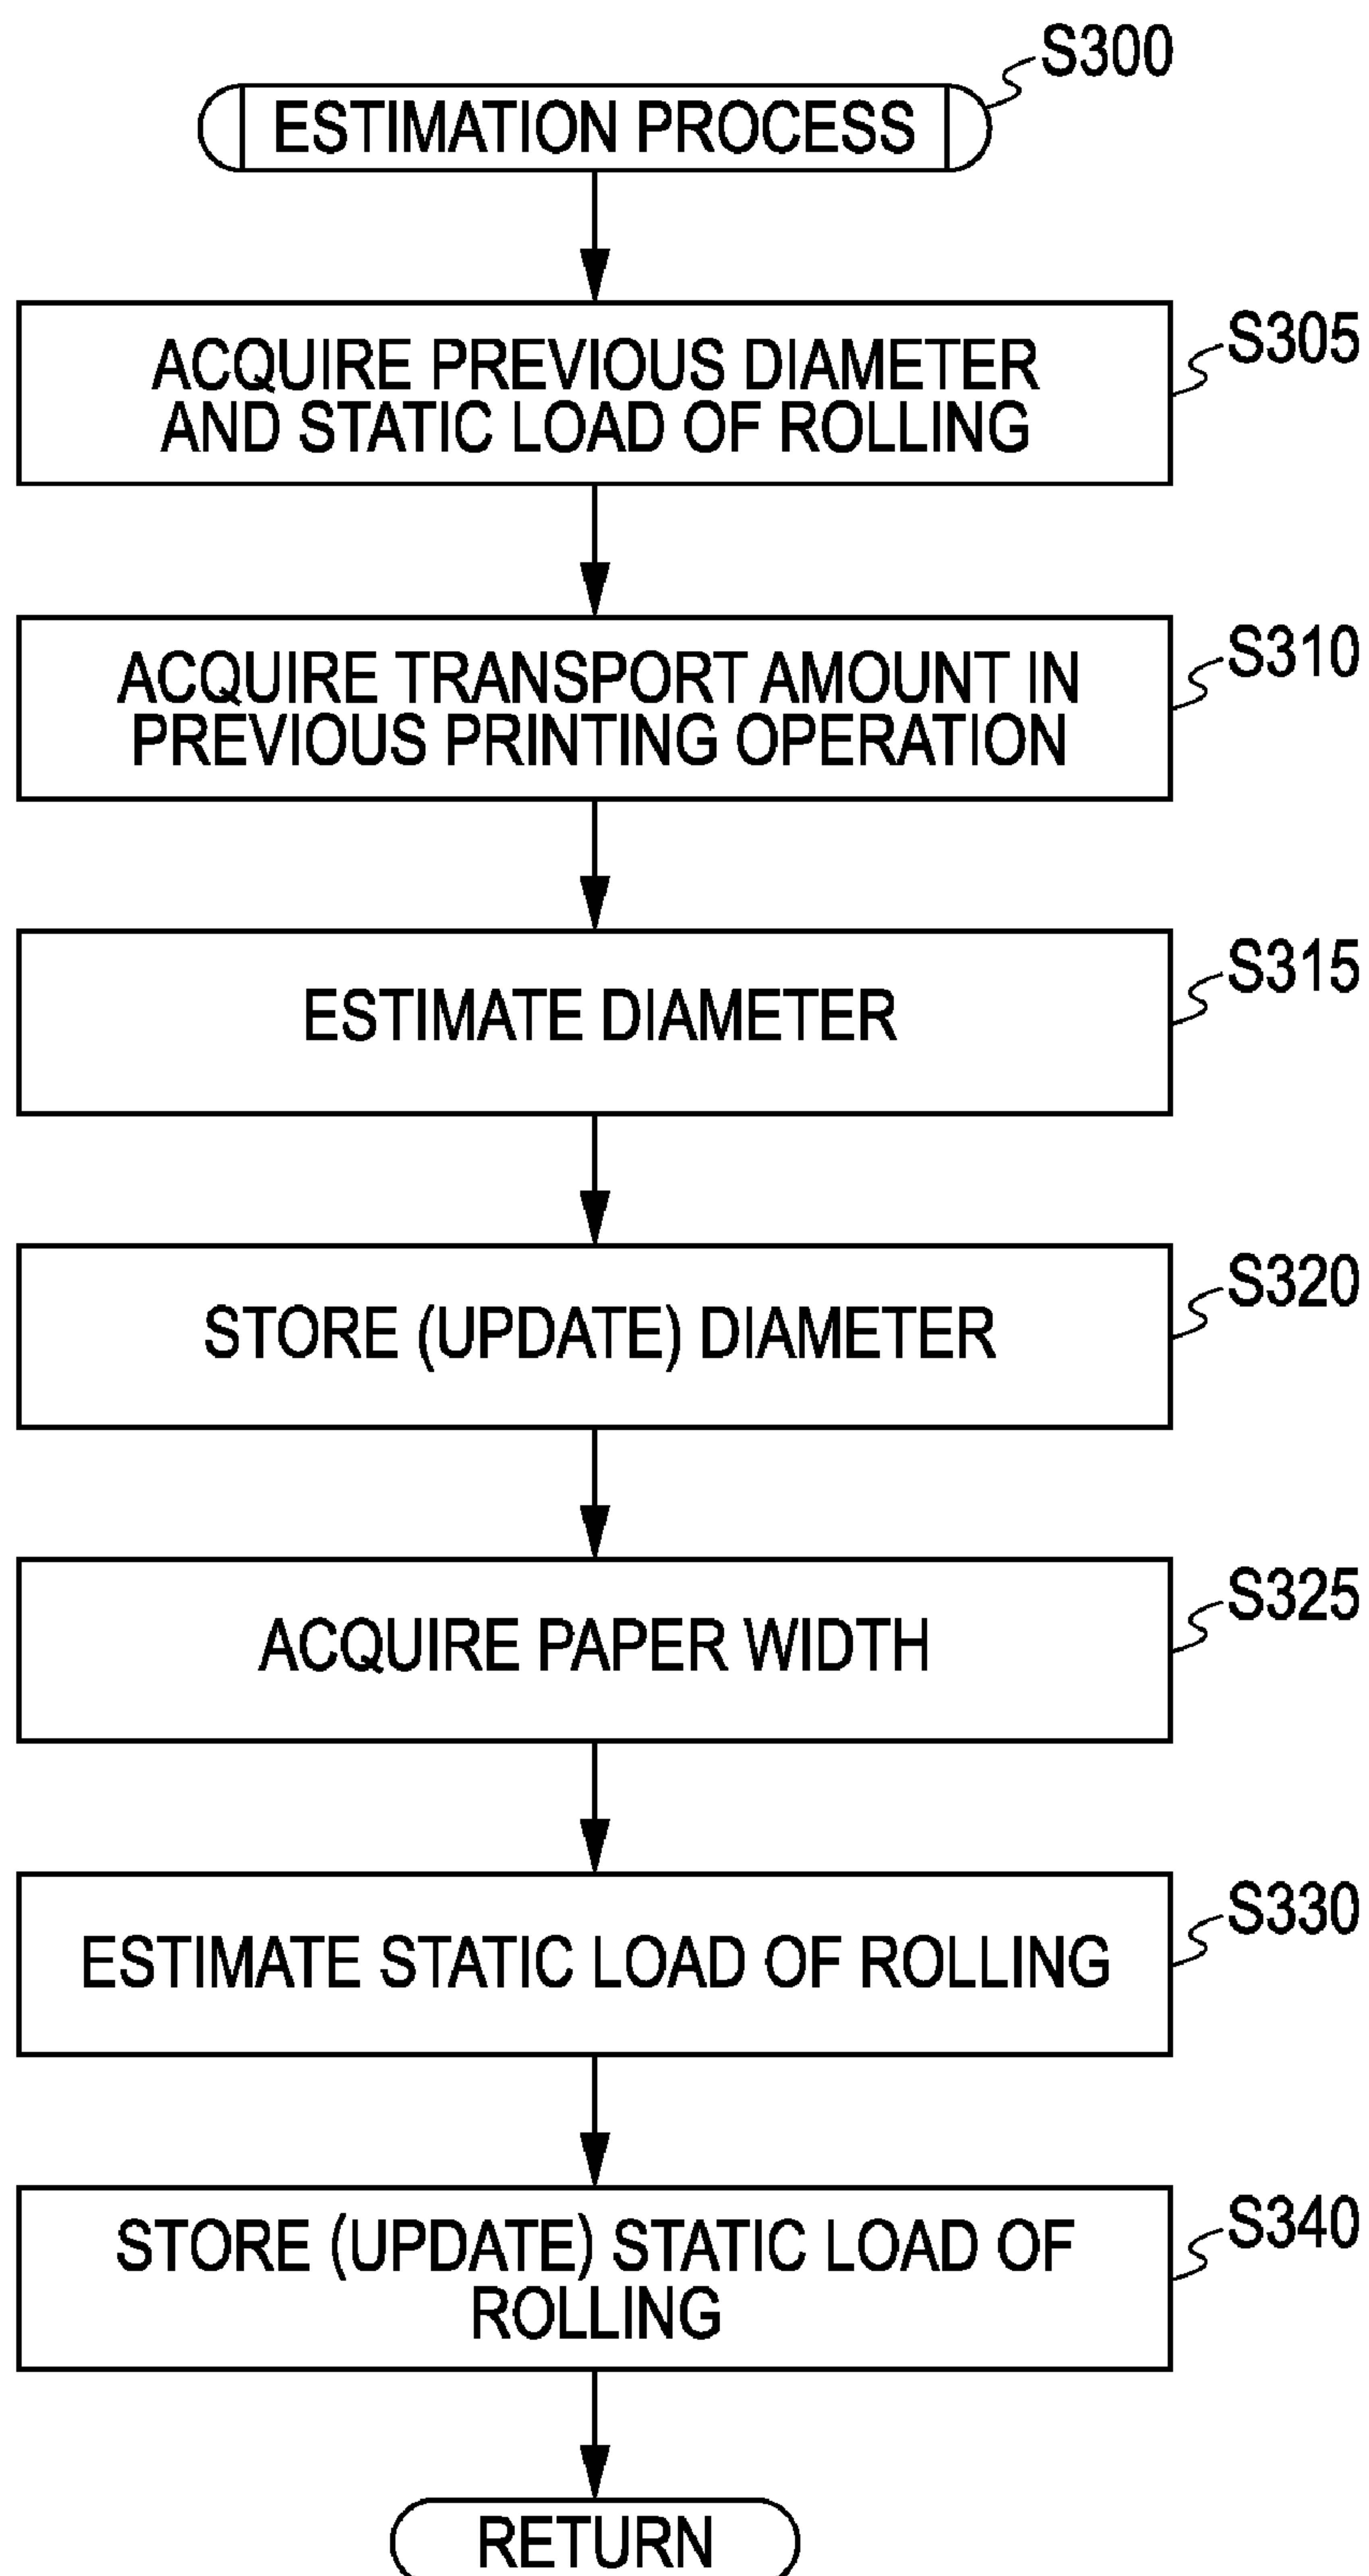 S300
ESTIMATION PROCESS
S305
ACQUIRE PREVIOUS DIAMETER
AND STATIC LOAD OF ROLLING
S310
ACQUIRE TRANSPORT AMOUNT IN
PREVIOUS PRINTING OPERATION
S315
ESTIMATE DIAMETER
S320
STORE (UPDATE) DIAMETER
S325
ACQUIRE PAPER WIDTH
S330
ESTIMATE STATIC LOAD OF ROLLING
S340
STORE (UPDATE) STATIC LOAD OF
ROLLING
RETURN